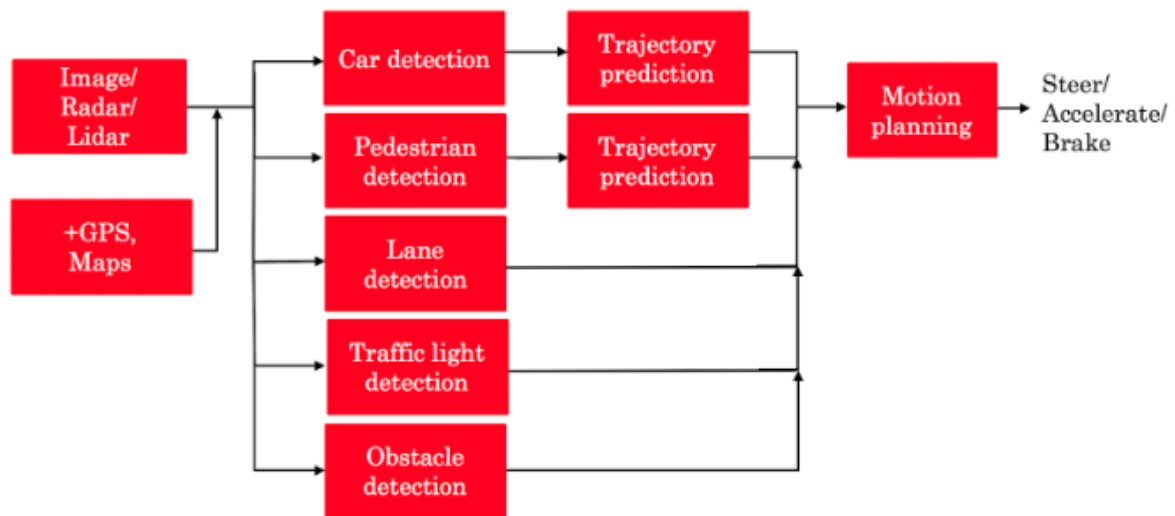 Image/
Radar/
Lidar
+GPS,
Maps
Car detection
Trajectory
prediction
Pedestrian
detection
Trajectory
prediction
Lane
detection
Traffic light
detection
Obstacle
detection
Motion
planning
Steer/
Accelerate/
Brake